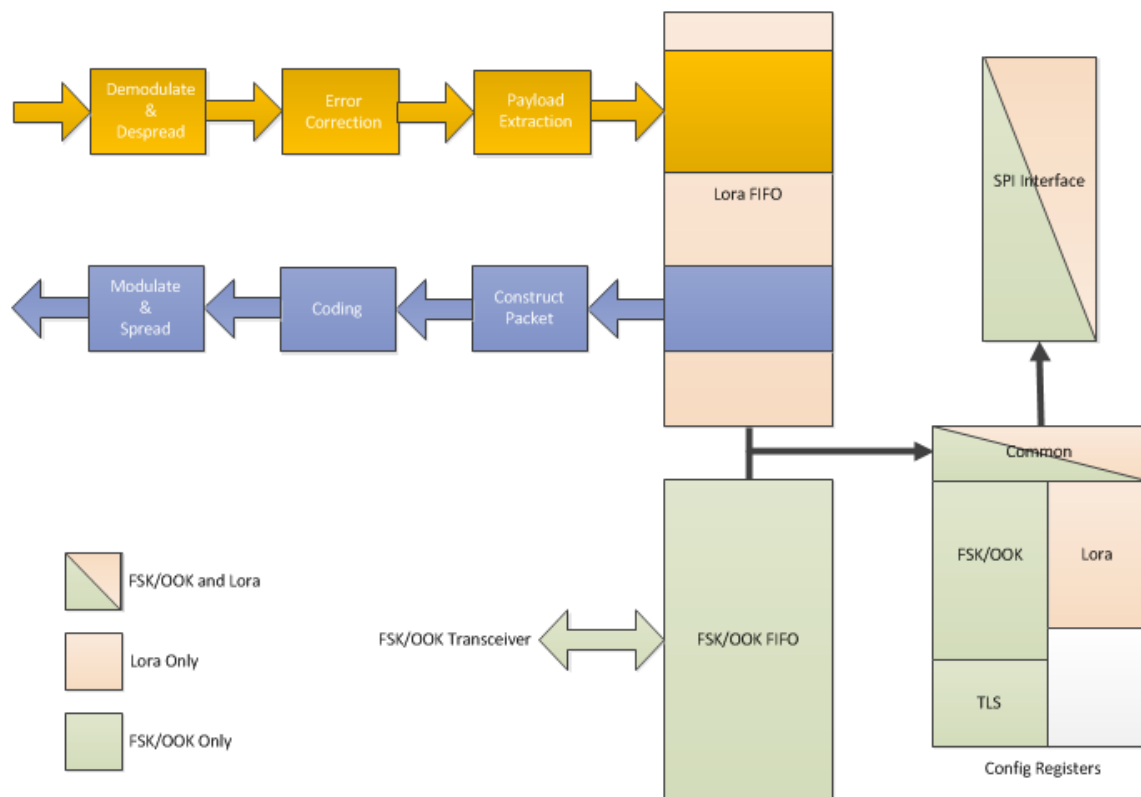 Demodulate
&
Despread
Error
Correction
Payload
Extraction
Lora FIFO
SPI Interface
Modulate
&
Spread
Coding
Construct
Packet
Common
FSK/OOK
Lora
TLS
Config Registers
FSK/OOK Transceiver
FSK/OOK FIFO
FSK/OOK and Lora
Lora Only
FSK/OOK Only